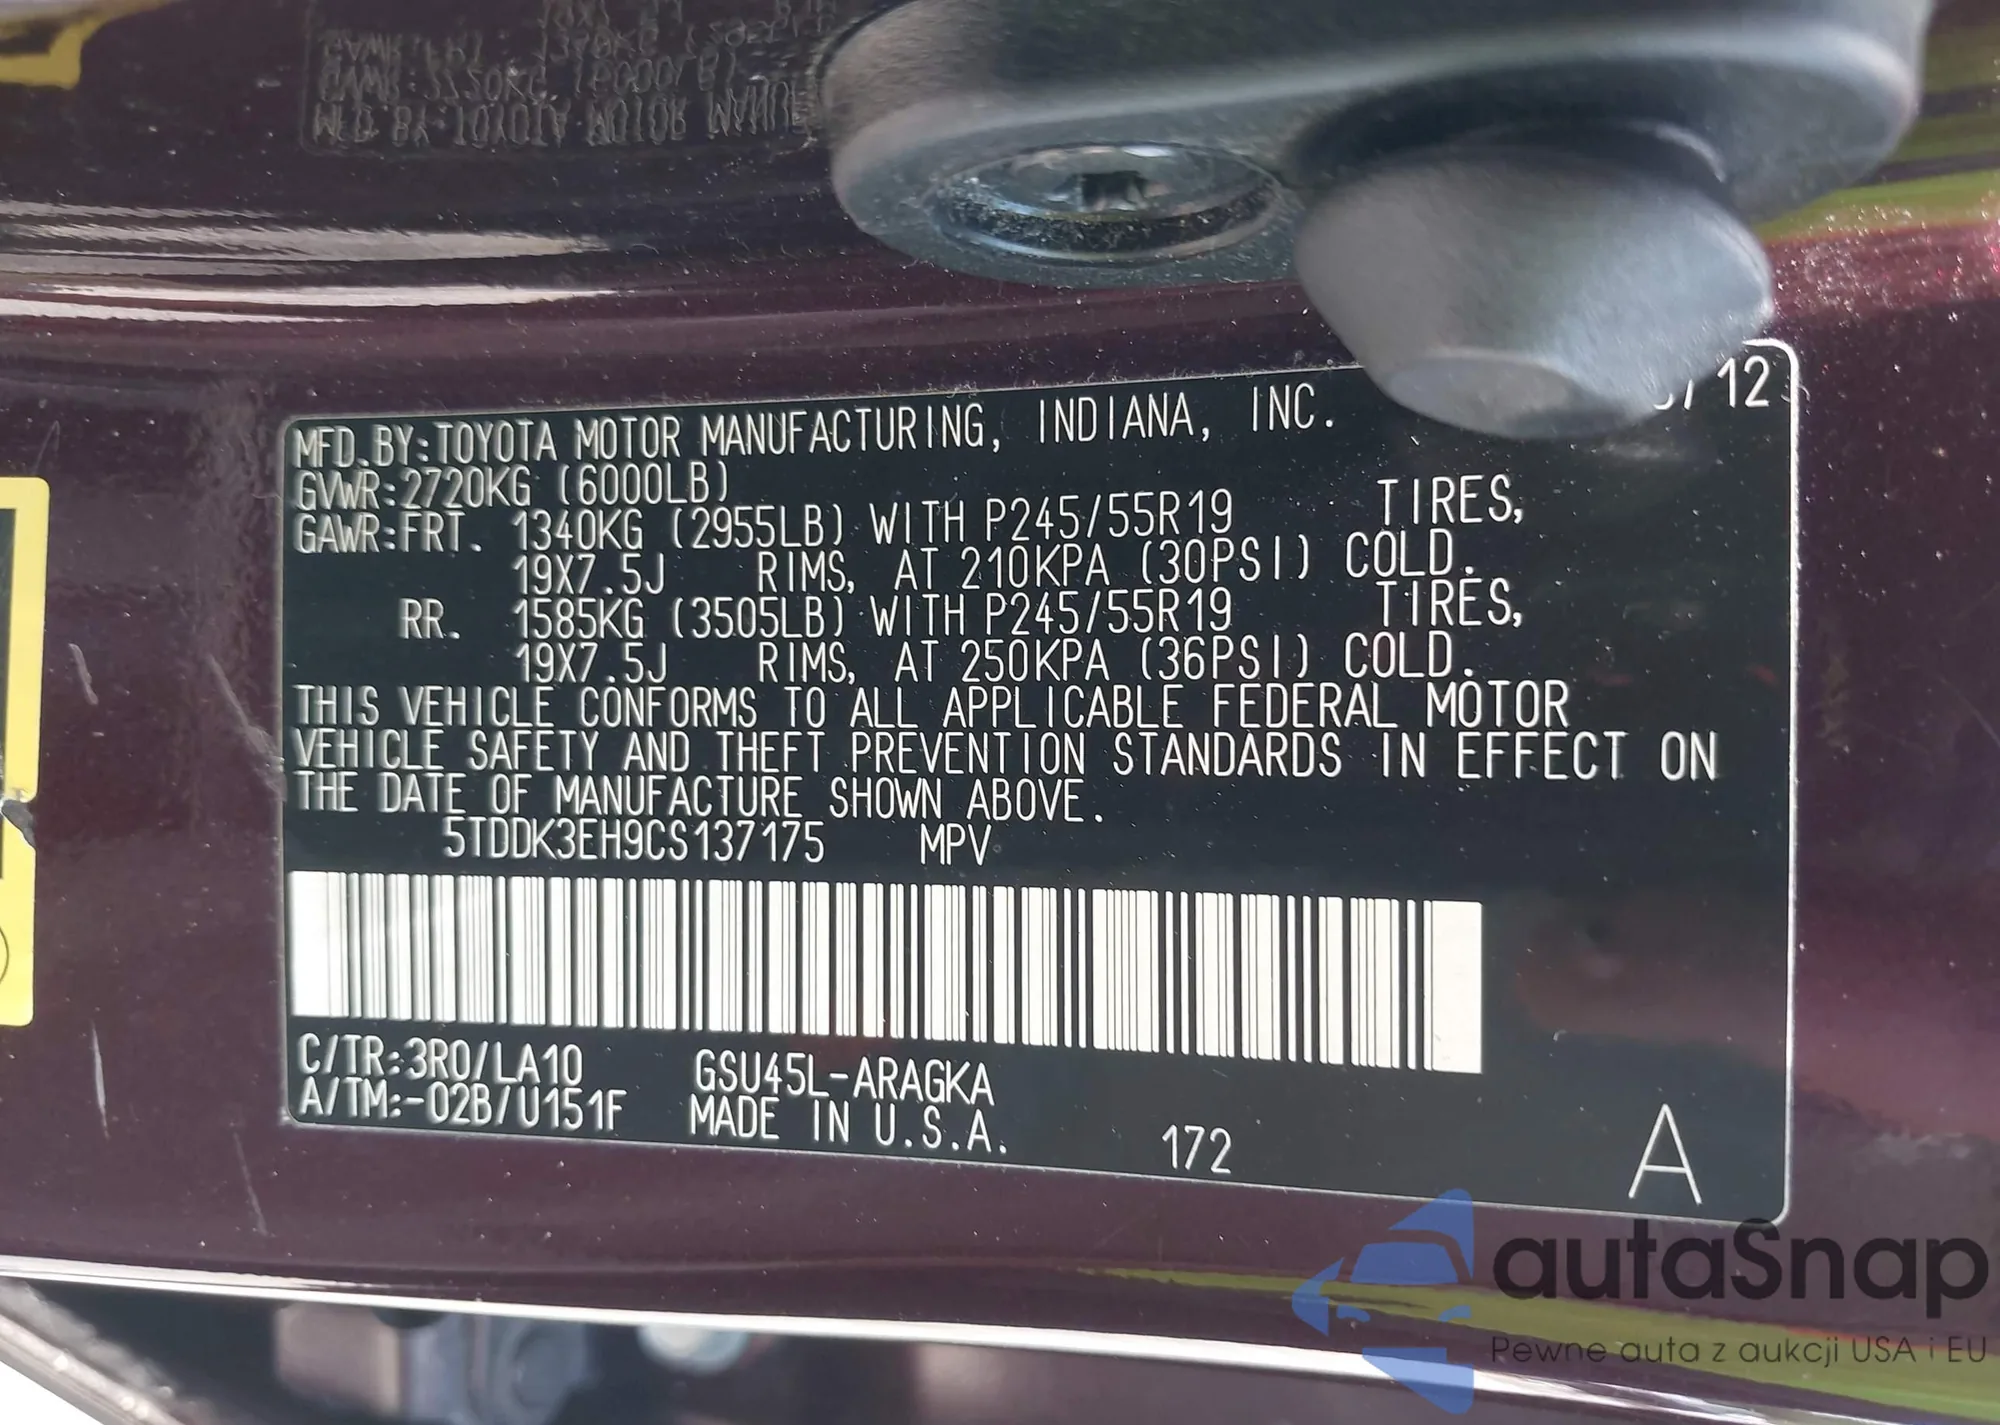 /12
MFD.BY:TOYOTA MOTOR MANUFACTURING, INDIANA, INC.
GVWR:2720KG (6000LB)
GAWR:FRT. 1340KG (2955LB) WITH P245/55R19 TIRES,
19X7.5J RIMS, AT 210KPA (30PSI) COLD.
RR. 1585KG (3505LB) WITH P245/55R19 TIRES,
19X7.5J RIMS, AT 250KPA (36PSI) COLD.
THIS VEHICLE CONFORMS TO ALL APPLICABLE FEDERAL MOTOR
VEHICLE SAFETY AND THEFT PREVENTION STANDARDS IN EFFECT ON
THE DATE OF MANUFACTURE SHOWN ABOVE.
5TDDK3EH9CS137175 MPV
C/TR:3R0/LA10 GSU45L-ARAGKA
A/TM:-02B/U151F MADE IN U.S.A.
172
A
autaSnap
Pewne auta z aukcji USA i EU